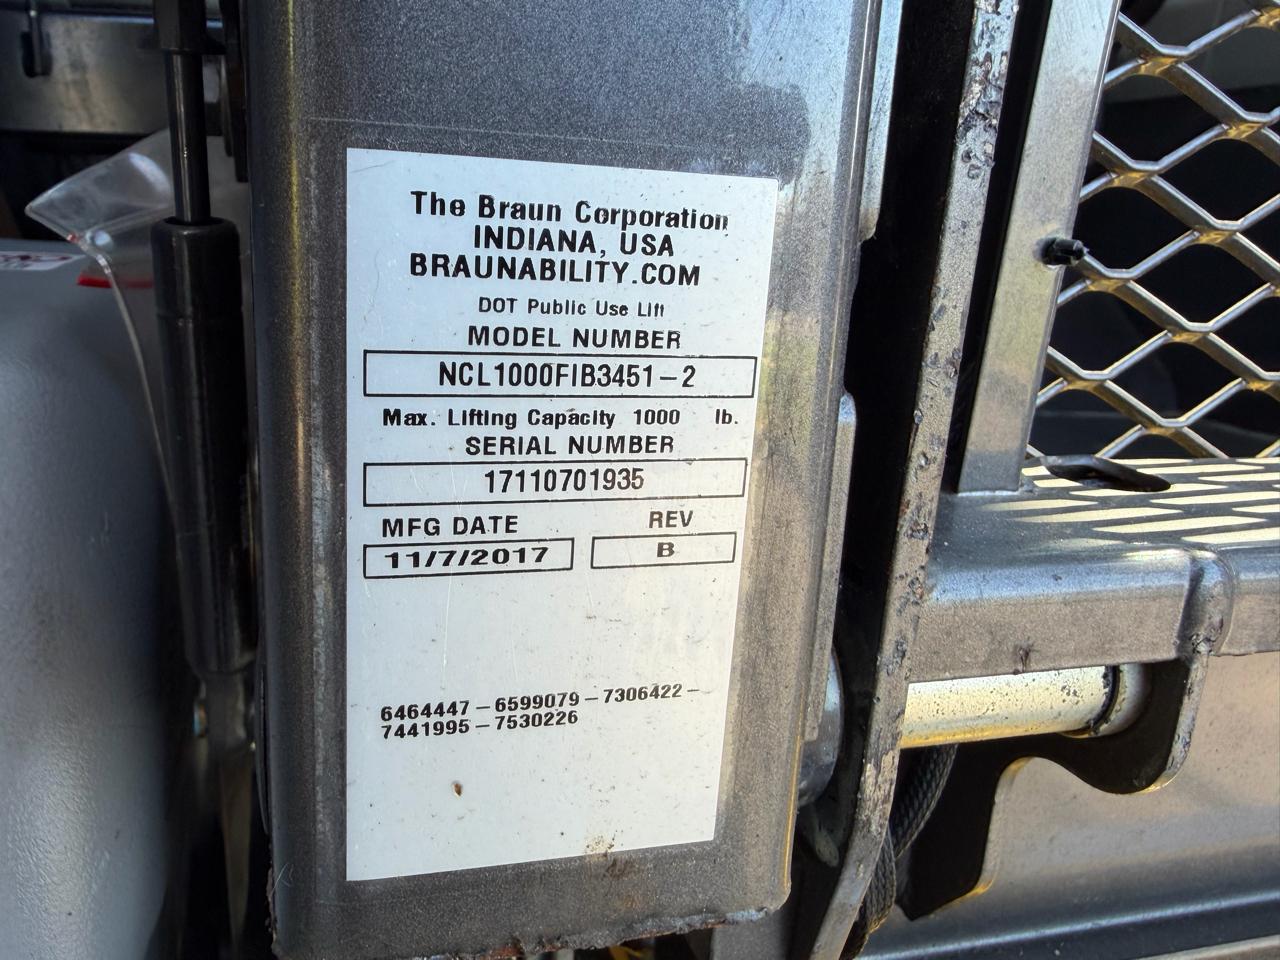 The Braun Corporation
INDIANA, USA
BRAUNABILITY.COM
DOT Public Use Lift
MODEL NUMBER
NCL1000FIB3451-2
Max. Lifting Capacity 1000 lb.
SERIAL NUMBER
17110701935
MFG DATE REV
11/7/2017 B
6464447-6599079-7306422-
7441995-7530226